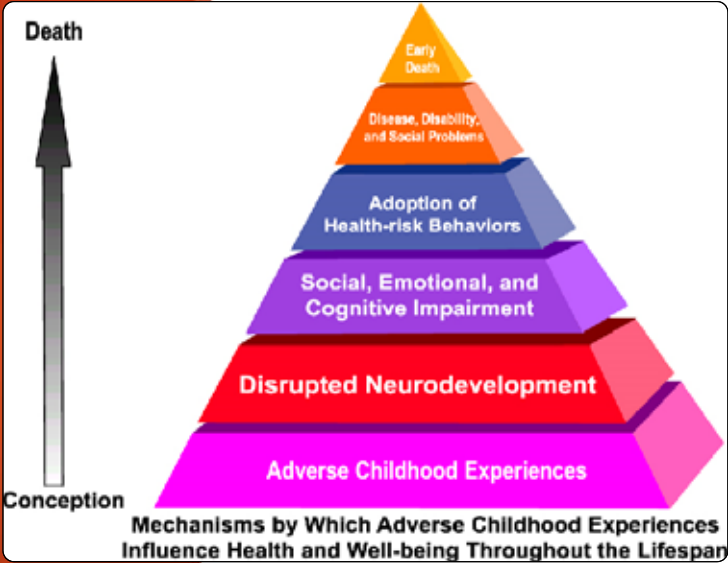 Death
Early
Death
Disease, Disability,
and Social Problems
Adoption of
Health-risk Behaviors
Social, Emotional, and
Cognitive Impairment
Disrupted Neurodevelopment
Adverse Childhood Experiences
Conception
Mechanisms by Which Adverse Childhood Experiences
Influence Health and Well-being Throughout the Lifespan